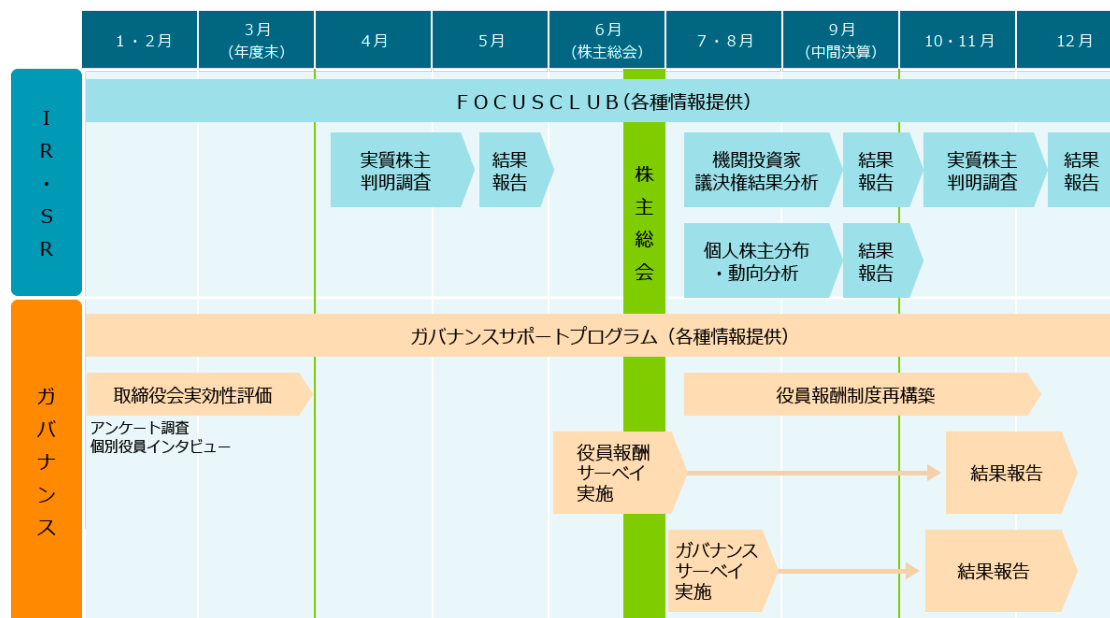 １・２月
３月
（年度末）
４月
５月
６月
（株主総会）
７・８月
９月
（中間決算）
１０・１１月
１２月
ＩＲ・ＳＲ
ＦＯＣＵＳＣＬＵＢ（各種情報提供）
実質株主
判明調査
結果
報告
株主総会
機関投資家
議決権結果分析
結果
報告
実質株主
判明調査
結果
報告
個人株主分布
・動向分析
結果
報告
ガバナンス
ガバナンスサポートプログラム（各種情報提供）
取締役会実効性評価
アンケート調査
個別役員インタビュー
役員報酬制度再構築
役員報酬
サーベイ
実施
結果報告
ガバナンス
サーベイ
実施
結果報告